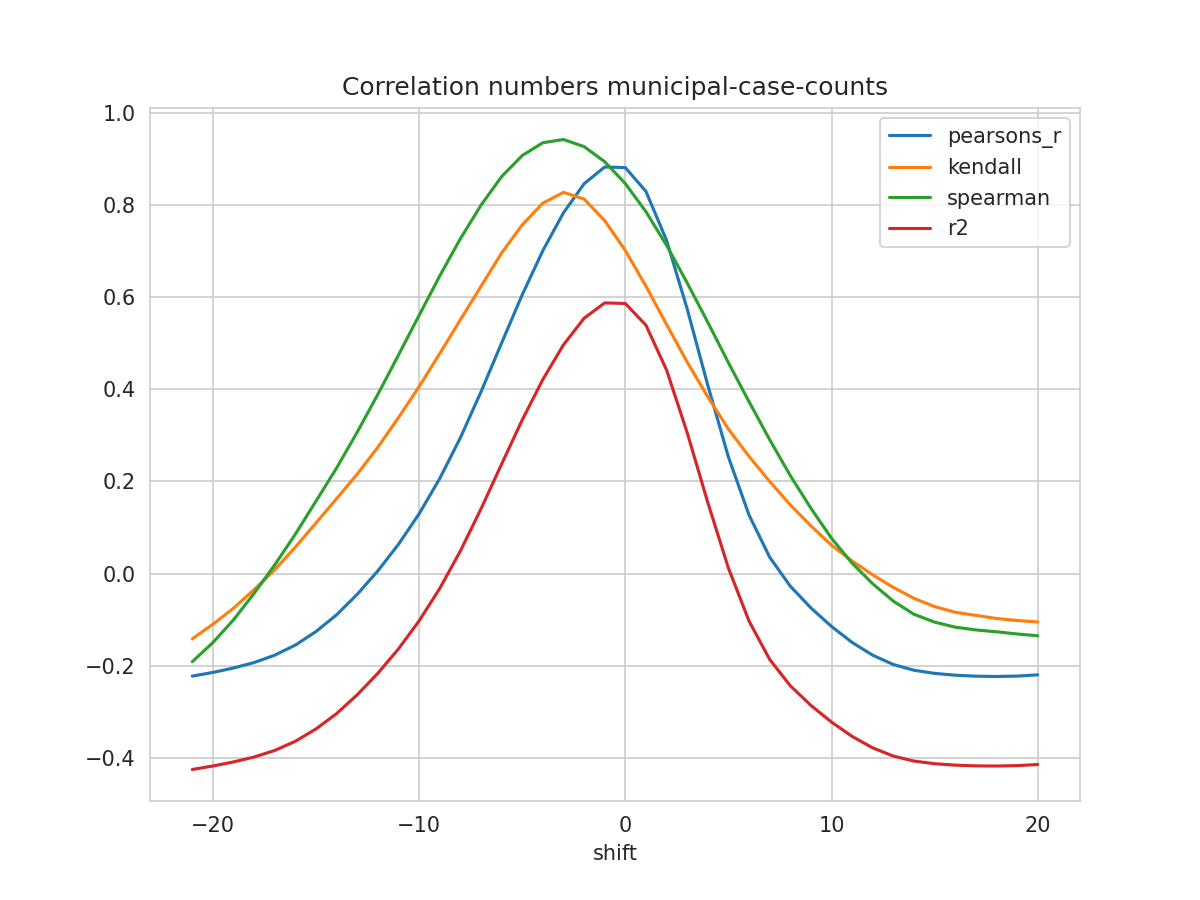 Correlation numbers municipal-case-counts
1.0
0.8
0.6
0.4
0.2
0.0
−0.2
−0.4
pearsons_r
kendall
spearman
r2
−20 −10 0 10 20
shift